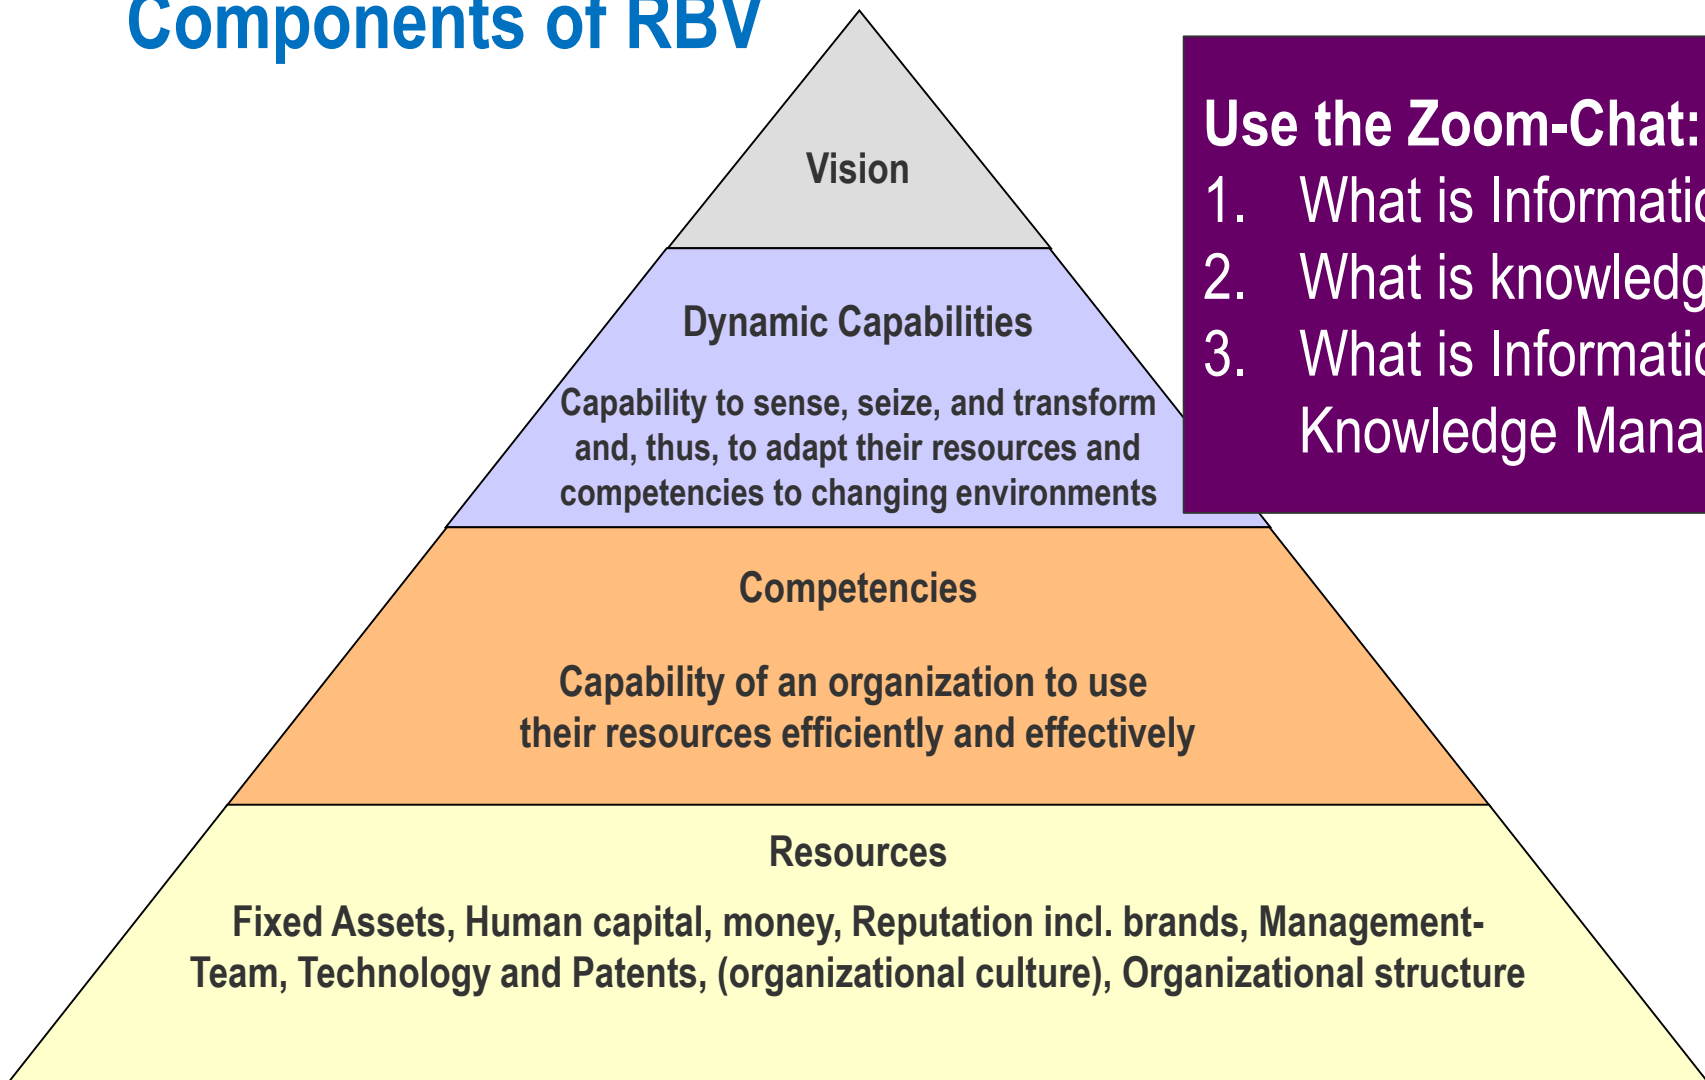 Components of RBV
Vision
Dynamic Capabilities
Capability to sense, seize, and transform
and, thus, to adapt their resources and
competencies to changing environments
Competencies
Capability of an organization to use
their resources efficiently and effectively
Resources
Fixed Assets, Human capital, money, Reputation incl. brands, Management-
Team, Technology and Patents, (organizational culture), Organizational structure
Use the Zoom-Chat:
1. What is
2. What is
3. What is
Knowledge